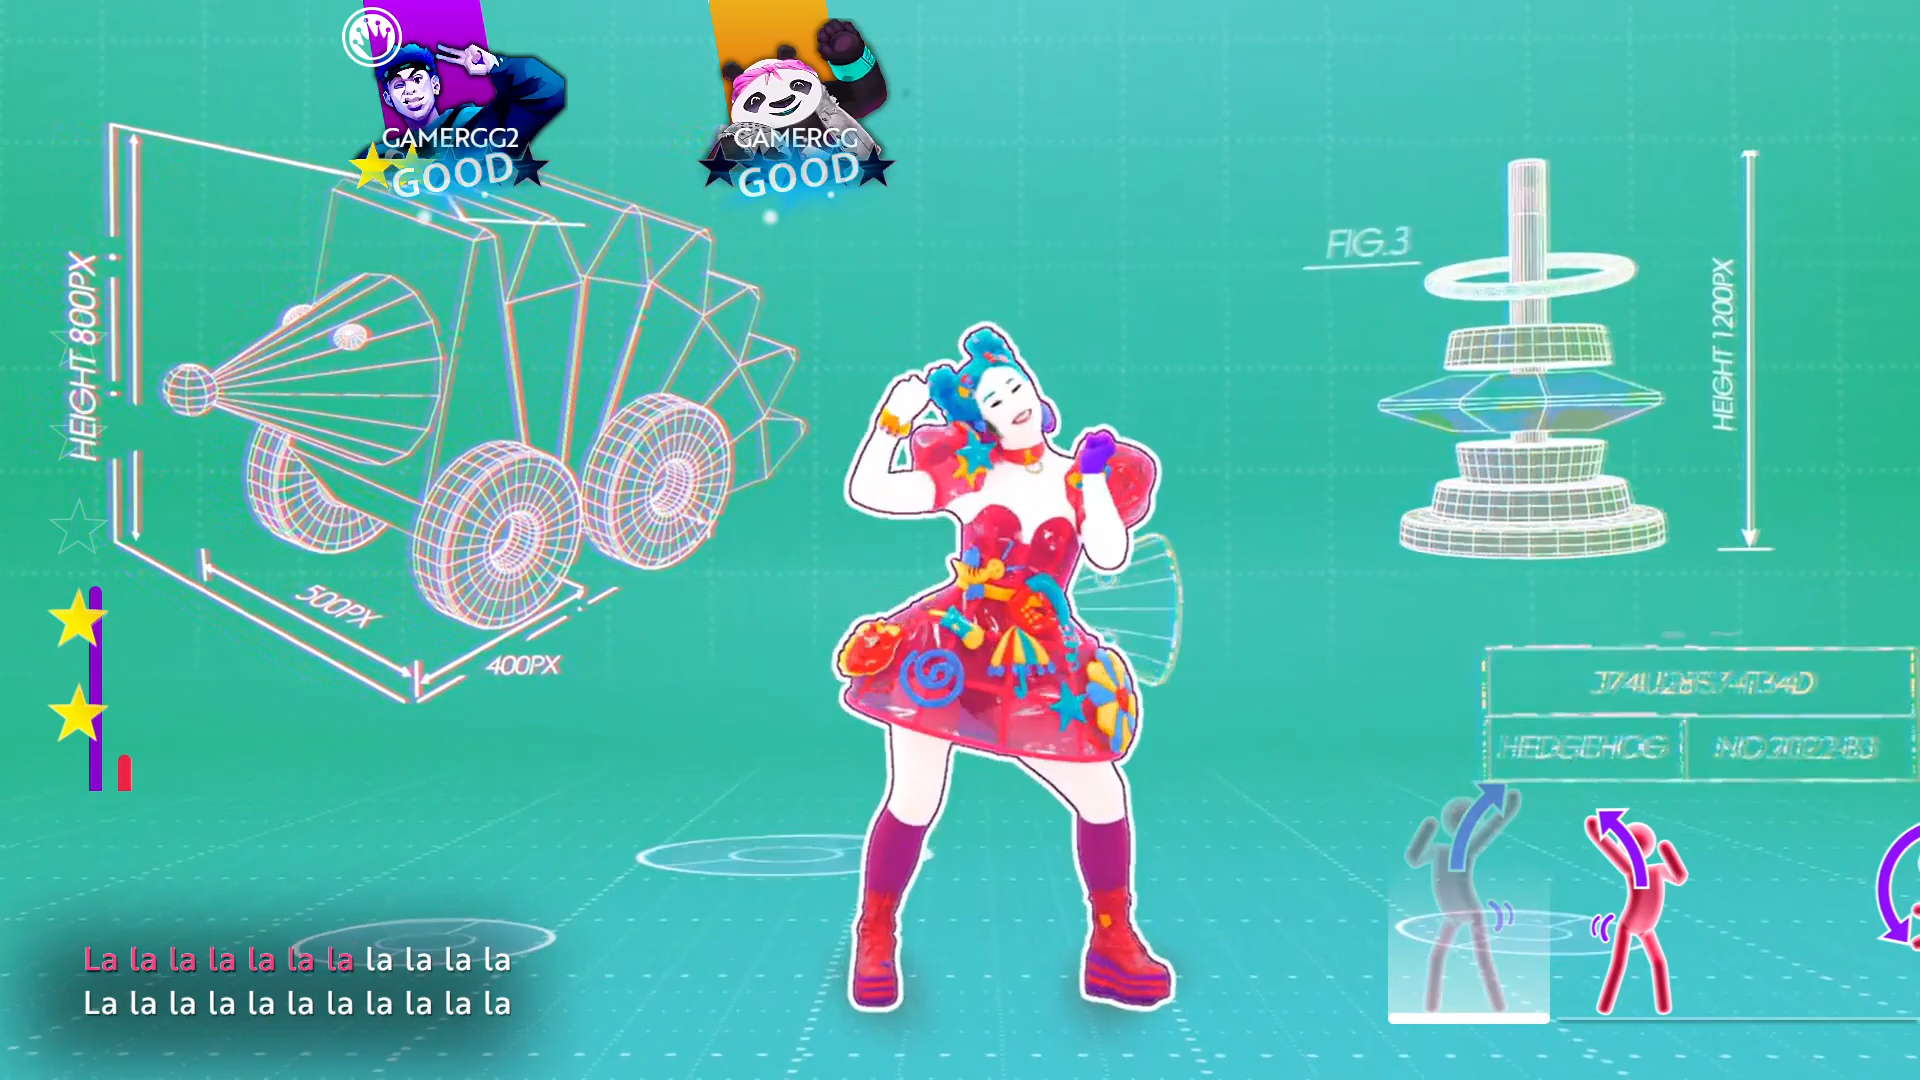 GAMERGG2
GOOD
GAMERGG
GOOD
HEIGHT 800PX
500PX
400PX
FIG.3
HEIGHT 1200PX
HEDGEHOG
La la la la la la la la la la la
La la la la la la la la la la la